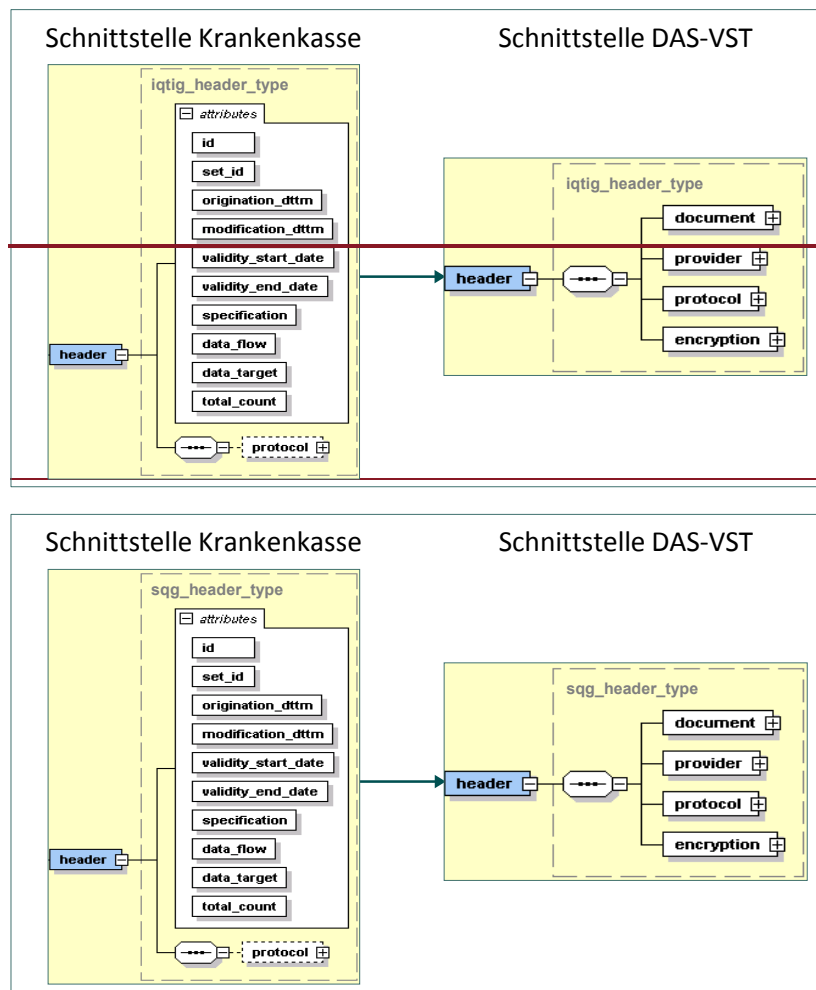 Schnittstelle Krankenkasse
Schnittstelle DAS-VST
iqtig_header_type
attributes
id
set_id
origination_dttm
modification_dttm
validity_start_date
validity_end_date
specification
data_flow
data_target
total_count
header
protocol
iqtig_header_type
document
provider
header
protocol
encryption
Schnittstelle Krankenkasse
Schnittstelle DAS-VST
sqg_header_type
attributes
id
set_id
origination_dttm
modification_dttm
validity_start_date
validity_end_date
specification
data_flow
header
data_target
total_count
protocol
sqg_header_type
document
provider
header
protocol
encryption